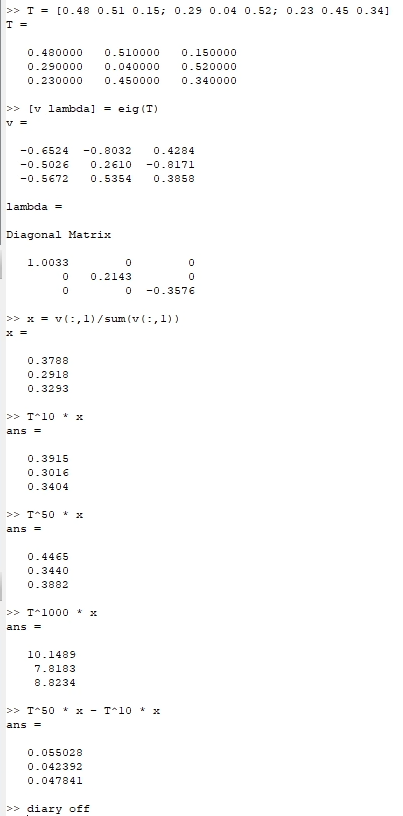 >> T = [0.48 0.51 0.15; 0.29 0.04 0.52; 0.23 0.45 0.34]
T =
0.480000 0.510000 0.150000
0.290000 0.040000 0.520000
0.230000 0.450000 0.340000
>> [v lambda] = eig(T)
v =
-0.6524 -0.8032 0.4284
-0.5026 0.2610 -0.8171
-0.5672 0.5354 0.3858
lambda =
Diagonal Matrix
1.0033 0 0
0 0.2143 0
0 0 -0.3576
>> x = v(:,1)/sum(v(:,1))
x =
0.3788
0.2918
0.3293
>> T^10 * x
ans =
0.3915
0.3016
0.3404
>> T^50 * x
ans =
0.4465
0.3440
0.3882
>> T^1000 * x
ans =
10.1489
7.8183
8.8234
>> T^50 * x - T^10 * x
ans =
0.055028
0.042392
0.047841
>> diary off